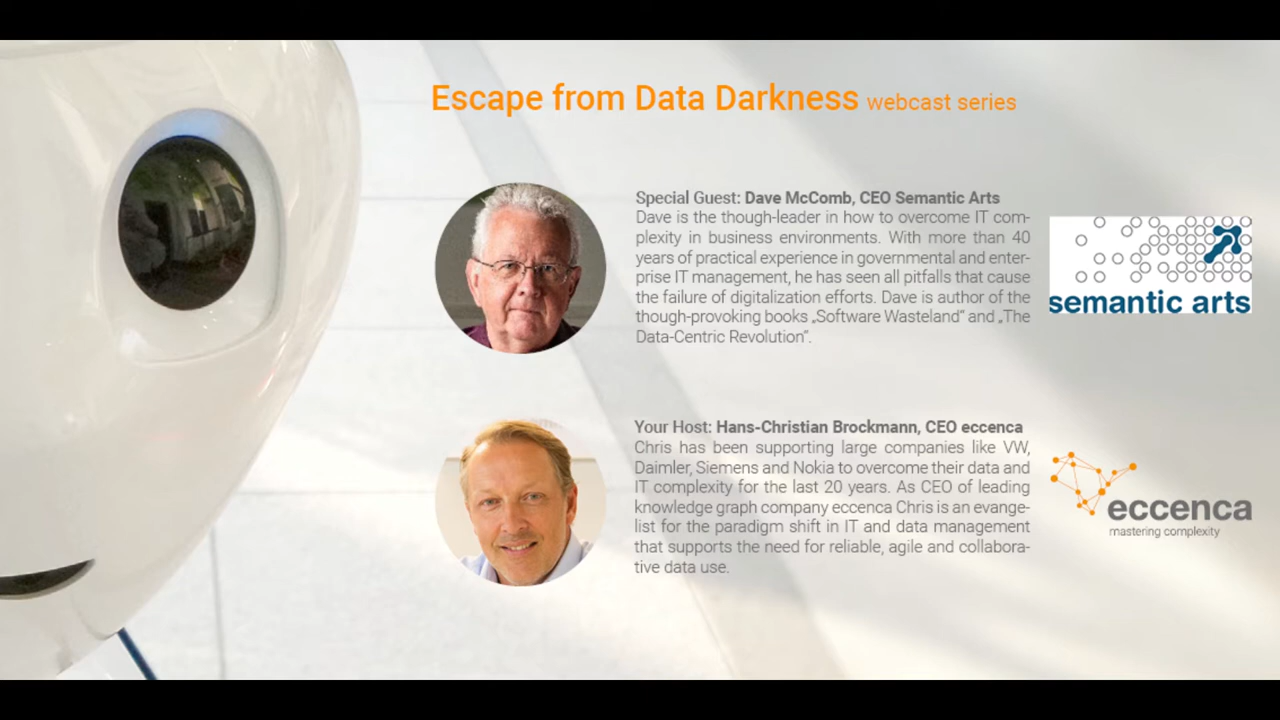 Escape from Data Darkness webcast series
Special Guest: Dave McComb, CEO Semantic Arts
Dave is the though-leader in how to overcome IT com-
plexity in business environments. With more than 40
years of practical experience in governmental and enter-
prise IT management, he has seen all pitfalls that cause
the failure of digitalization efforts. Dave is author of the
though-provoking books „Software Wasteland“ and „The
Data-Centric Revolution“.
semantic arts
Your Host: Hans-Christian Brockmann, CEO eccenca
Chris has been supporting large companies like VW,
Daimler, Siemens and Nokia to overcome their data and
IT complexity for the last 20 years. As CEO of leading
knowledge graph company eccenca Chris is an evange-
list for the paradigm shift in IT and data management
that supports the need for reliable, agile and collabora-
tive data use.
eccenca
mastering complexity